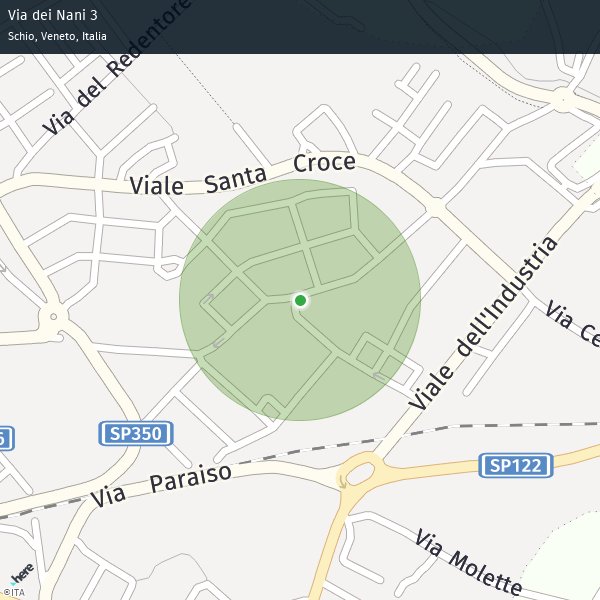 Via dei Nani 3
Schio, Veneto, Italia
Via del Redentore
Viale Santa Croce
Viale dell'Industria
Via Ce
SP350
6
SP122
Via Paraiso
Via Molette
here
©ITA